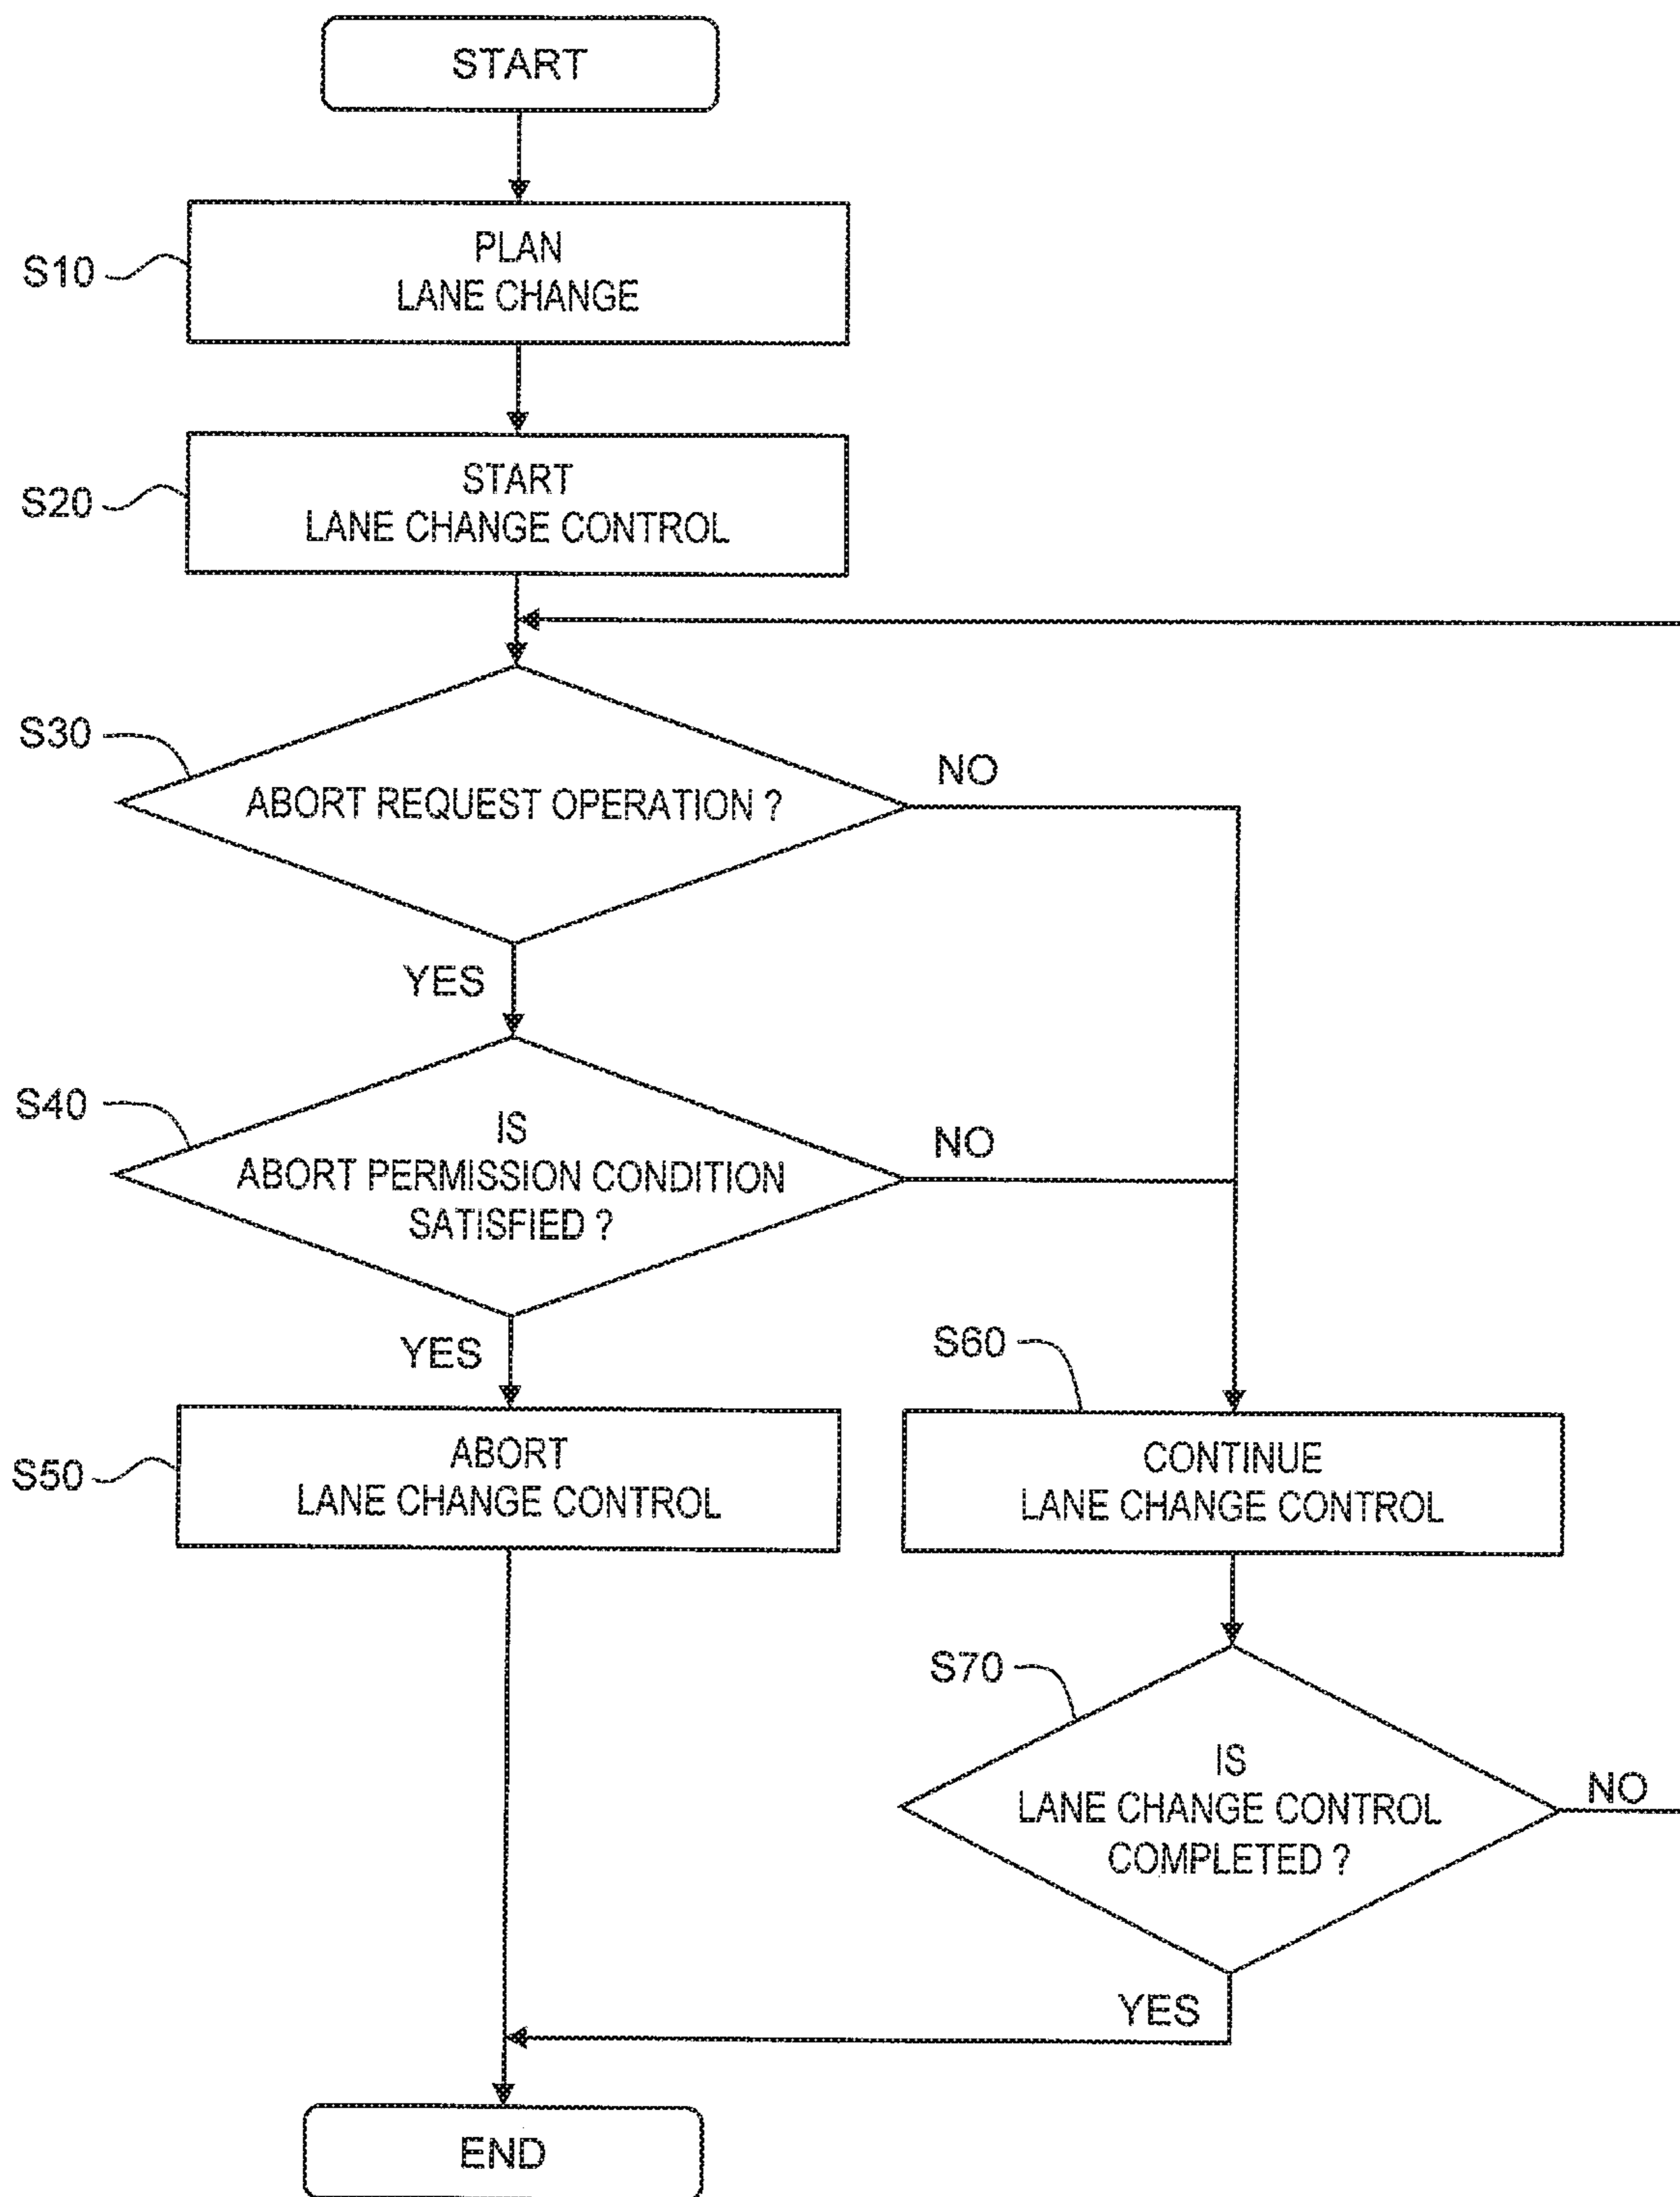 START
S10
PLAN
LANE CHANGE
S20
START
LANE CHANGE CONTROL
S30
ABORT REQUEST OPERATION ?
NO
YES
S40
IS
ABORT PERMISSION CONDITION
SATISFIED ?
NO
YES
S50
ABORT
LANE CHANGE CONTROL
S60
CONTINUE
LANE CHANGE CONTROL
S70
IS
LANE CHANGE CONTROL
COMPLETED ?
NO
YES
END